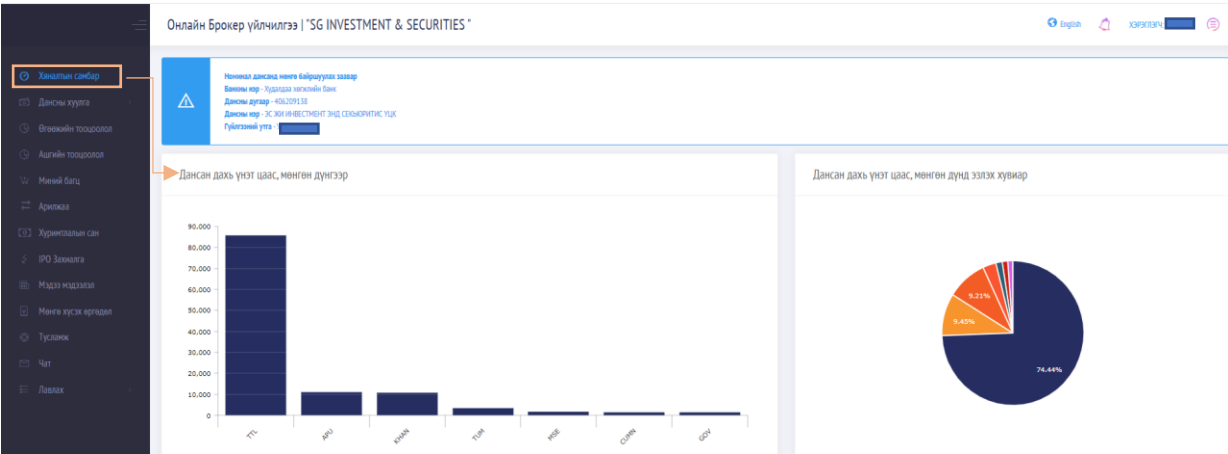 Онлайн Брокер үйлчилгээ | "SG INVESTMENT & SECURITIES "
English
ХЭРЭГЛЭГЧ:
Хяналтын самбар
Дансны хуулга
Өгөөжийн тооцоолол
Ашгийн тооцоолол
Миний багц
Арилжаа
Хуримтлалын сан
IPO Захиалга
Мэдээ мэдээлэл
Мөнгө хүсэх өргөдөл
Тусламж
Чат
Лавлах
Номинал дансанд мөнгө байршуулах заавар
Банкны нэр - Худалдаа хөгжлийн банк
Дансны дугаар - 406209138
Дансны нэр - ЭС ЖИ ИНВЕСТМЕНТ ЭНД СЕКЬЮРИТИС ҮЦК
Гүйлгээний утга -
Дансан дахь үнэт цаас, мөнгөн дүнгээр
90,000
80,000
70,000
60,000
50,000
40,000
30,000
20,000
10,000
0
TTL
APU
KHAN
TUM
MSE
CUMN
GOV
Дансан дахь үнэт цаас, мөнгөн дүнд эзлэх хувиар
9.21%
9.45%
74.44%